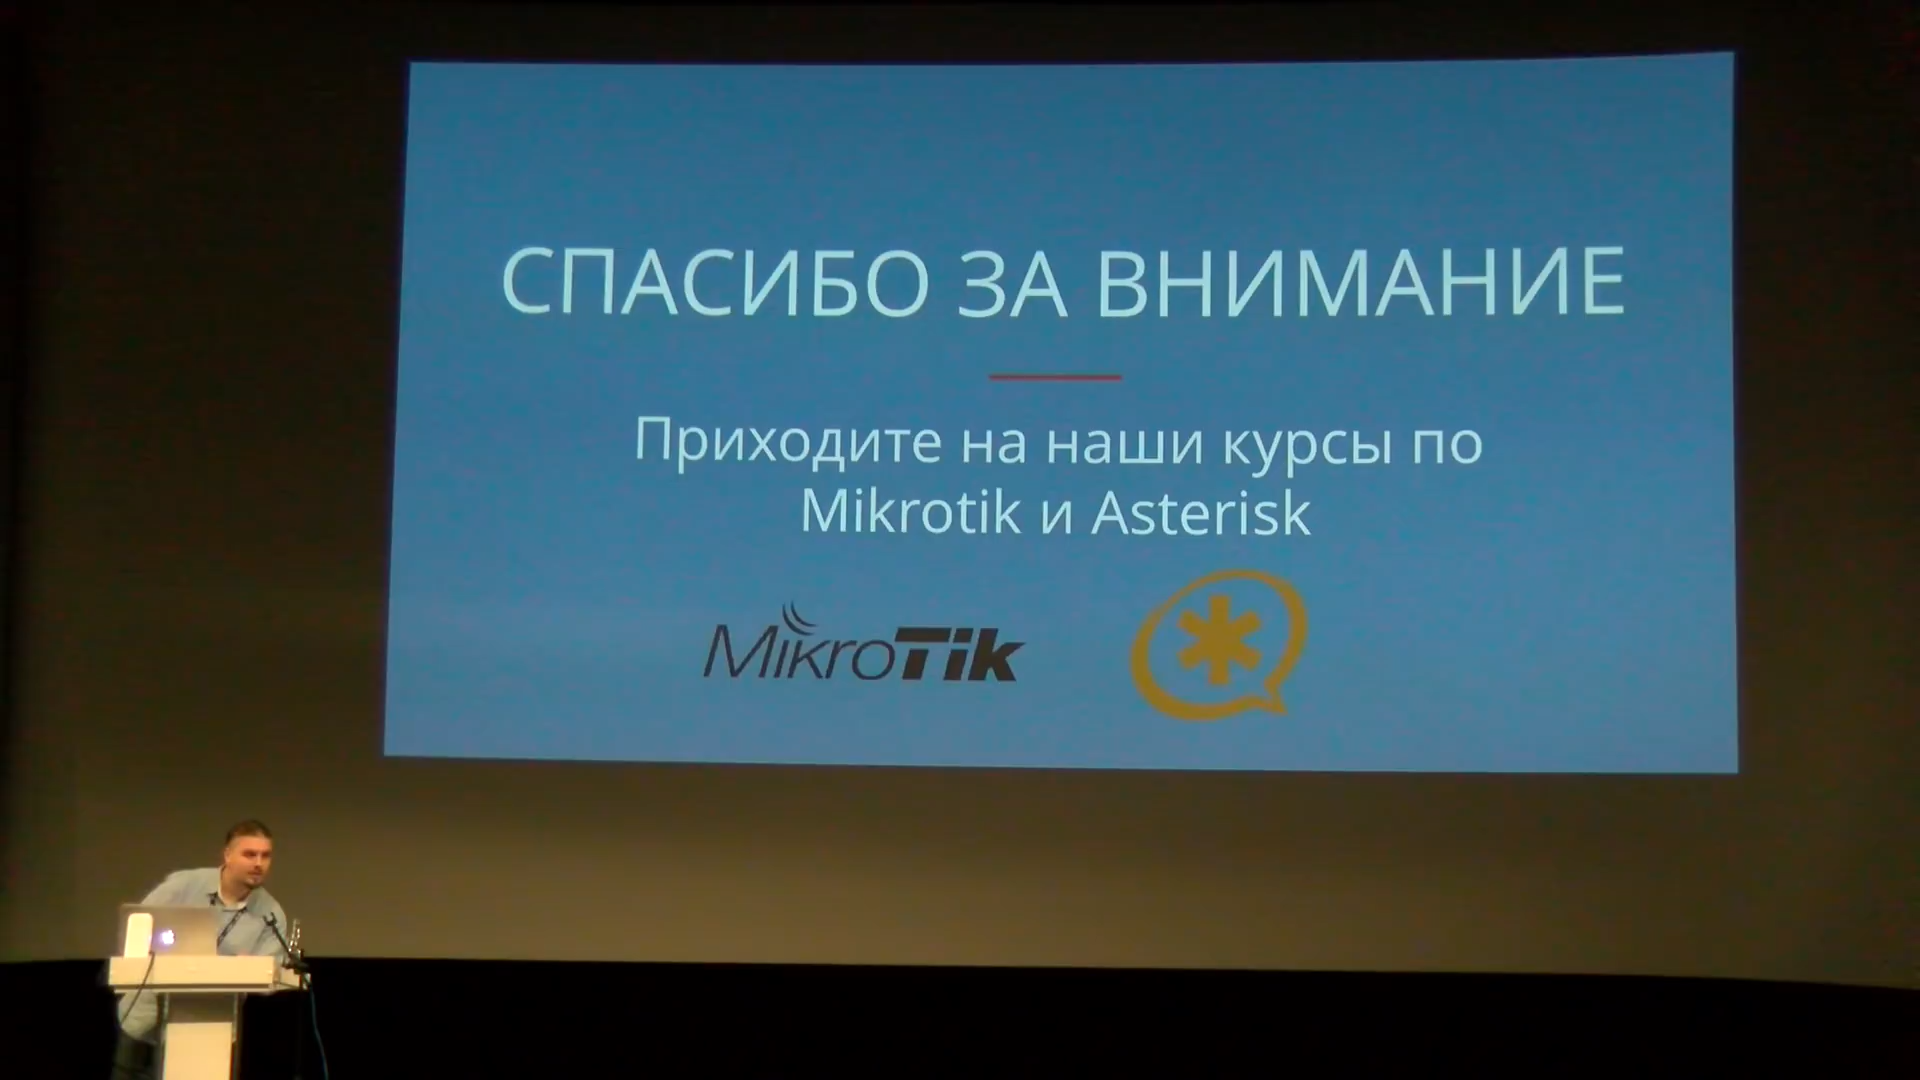 СПАСИБО ЗА ВНИМАНИЕ
Приходите на наши курсы по
Mikrotik и Asterisk
MikroTik